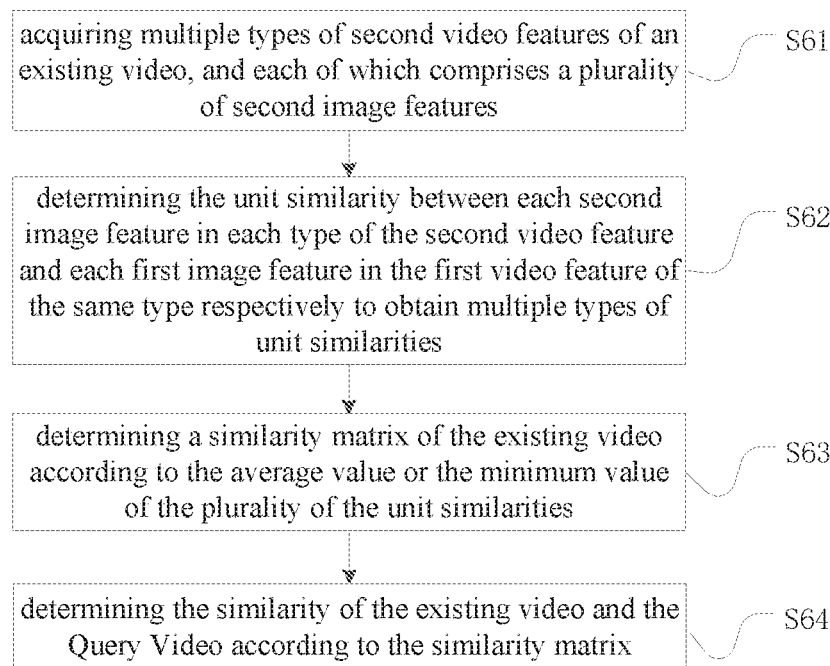 acquiring multiple types of second video features of an
existing video, and each of which comprises a plurality
of second image features
S61
determining the unit similarity between each second
image feature in each type of the second video feature
and each first image feature in the first video feature of
the same type respectively to obtain multiple types of
unit similarities
S62
determining a similarity matrix of the existing video
according to the average value or the minimum value
of the plurality of the unit similarities
S63
determining the similarity of the existing video and the
Query Video according to the similarity matrix
S64